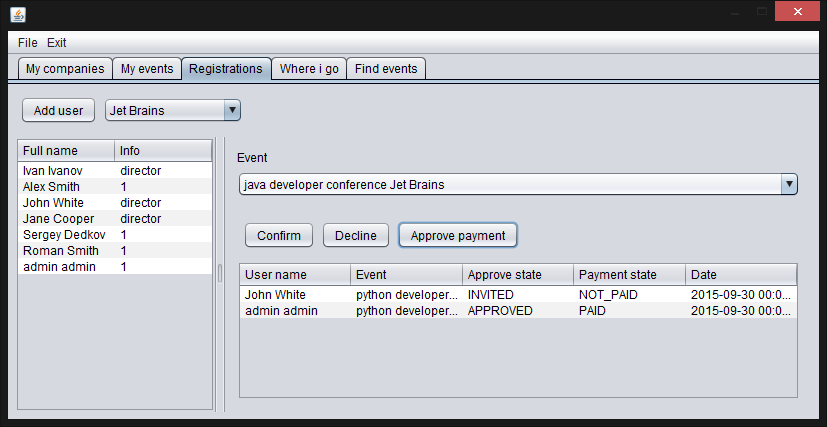 File Exit
My companies My events Registrations Where i go Find events
Add user Jet Brains
Full name Info
Ivan Ivanov director
Alex Smith 1
John White director
Jane Cooper director
Sergey Dedkov 1
Roman Smith 1
admin admin 1
Event
java developer conference Jet Brains
Confirm Decline Approve payment
User name Event Approve state Payment state Date
John White python developer... INVITED NOT_PAID 2015-09-30 00:0...
admin admin python developer... APPROVED PAID 2015-09-30 00:0...